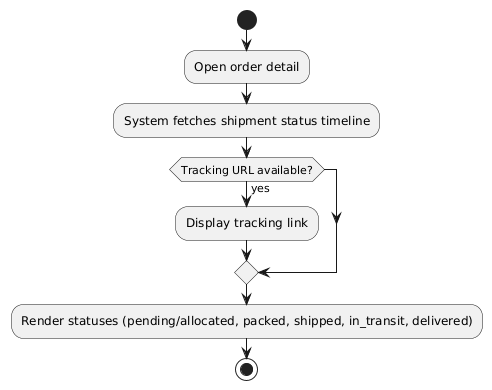 Open order detail
System fetches shipment status timeline
Tracking URL available?
yes
Display tracking link
Render statuses (pending/allocated, packed, shipped, in_transit, delivered)